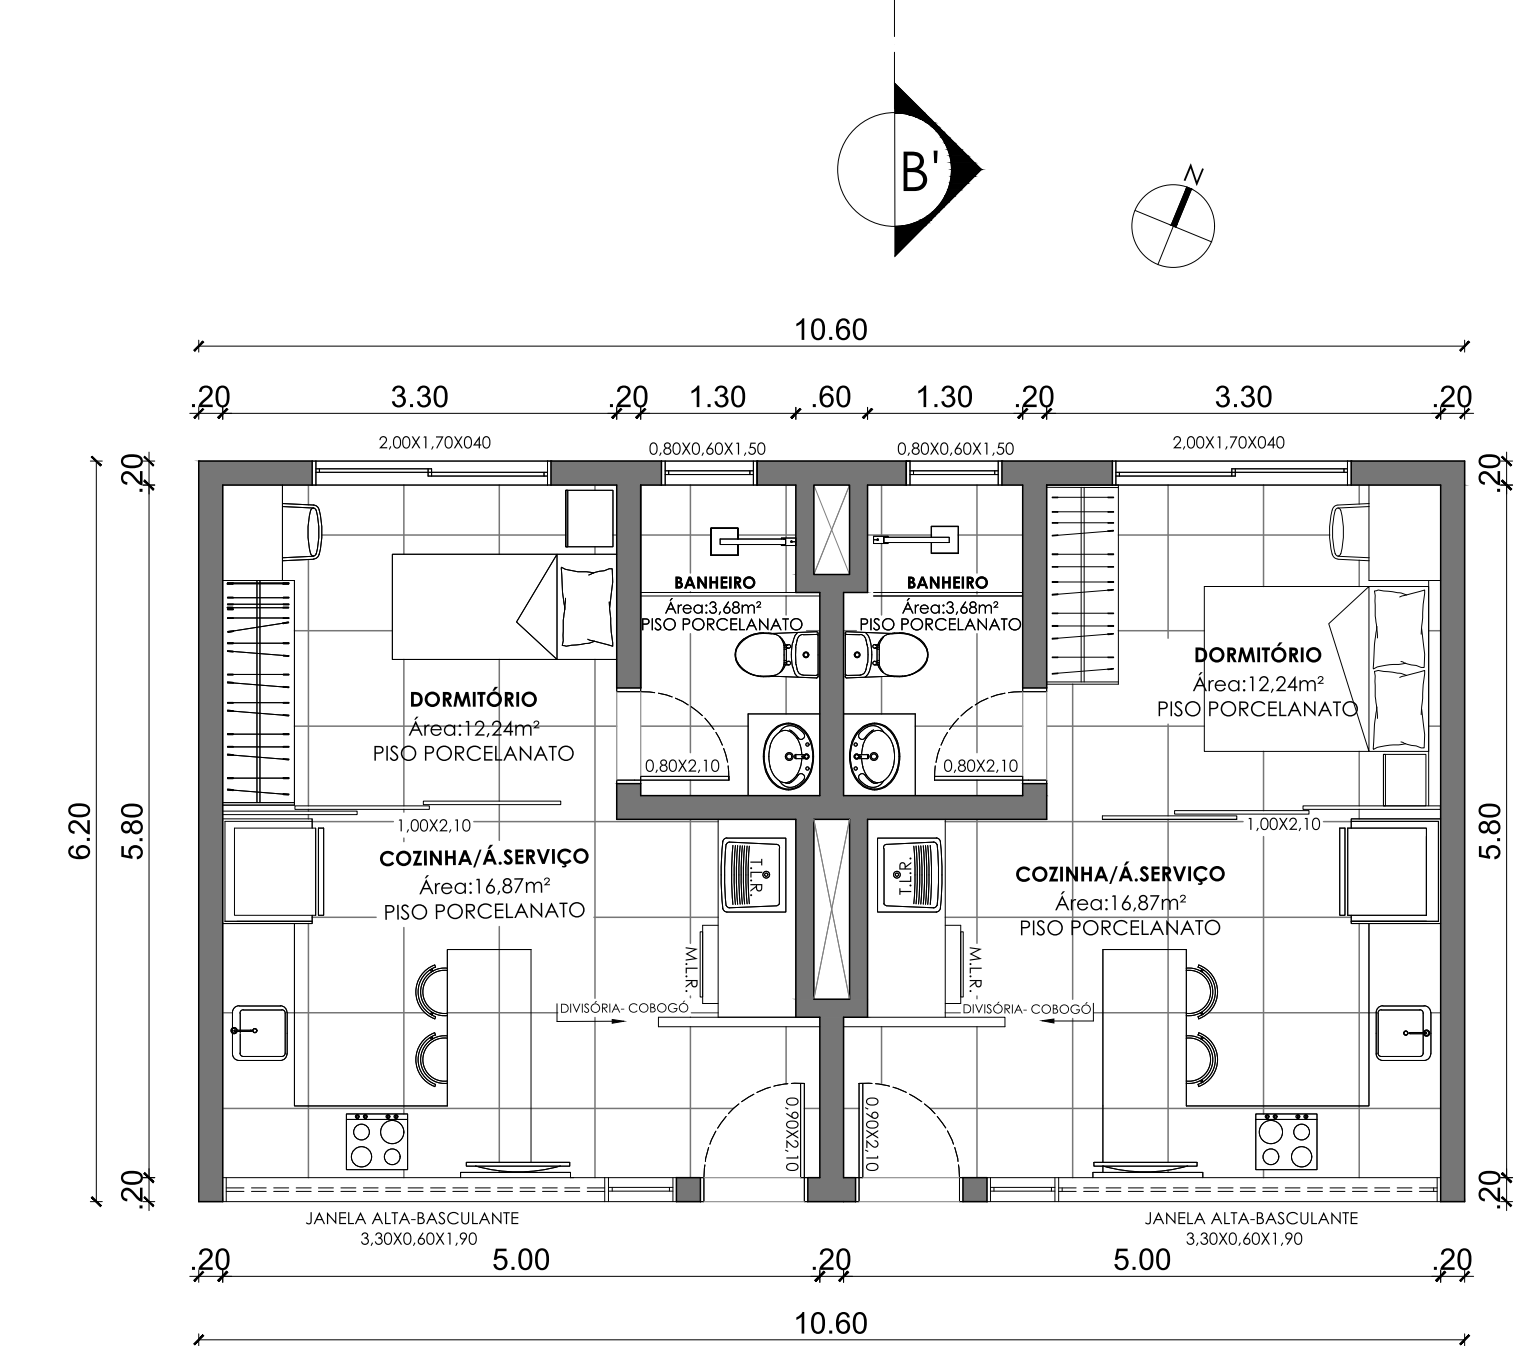 B'
N
10.60
.20 3.30 .20 1.30 .60 1.30 .20 3.30 .20
2,00X1,70X040
0,80X0,60X1,50
0,80X0,60X1,50
2,00X1,70X040
.20
.20
BANHEIRO
Área:3,68m²
PISO PORCELANATO
BANHEIRO
Área:3,68m²
PISO PORCELANATO
DORMITÓRIO
Área:12,24m²
PISO PORCELANATO
DORMITÓRIO
Área:12,24m²
PISO PORCELANATO
0,80X2,10
0,80X2,10
6.20
5.80
5.80
1,00X2,10
1,00X2,10
COZINHA/Á.SERVIÇO
Área:16,87m²
PISO PORCELANATO
T.L.R.
T.L.R.
COZINHA/Á.SERVIÇO
Área:16,87m²
PISO PORCELANATO
M.L.R.
M.L.R.
DIVISÓRIA- COBOGÓ
DIVISÓRIA- COBOGÓ
0,90X2,10
0,90X2,10
.20
.20
JANELA ALTA-BASCULANTE
3,30X0,60X1,90
JANELA ALTA-BASCULANTE
3,30X0,60X1,90
.20 5.00 .20 5.00 .20
10.60